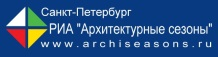 Санкт-Петербург
РИА "Архитектурные сезоны"
www.archiseasons.ru